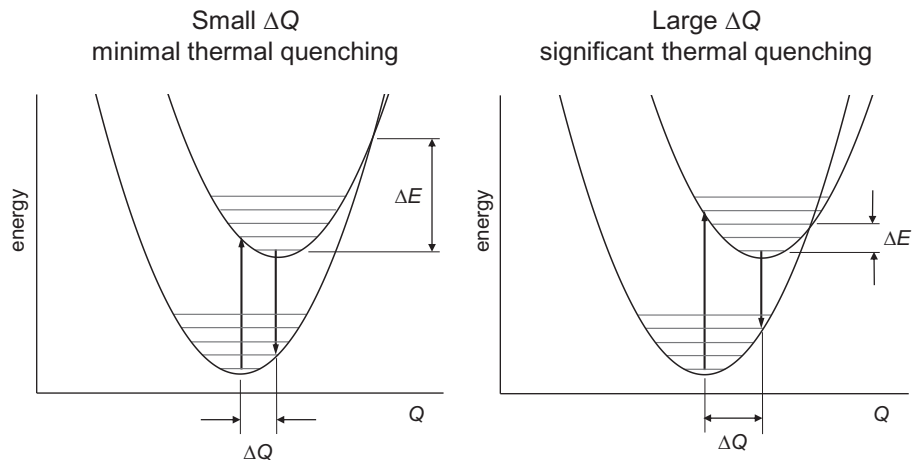 Small ΔQ
minimal thermal quenching
energy
ΔE
Q
ΔQ
Large ΔQ
significant thermal quenching
energy
ΔE
Q
ΔQ